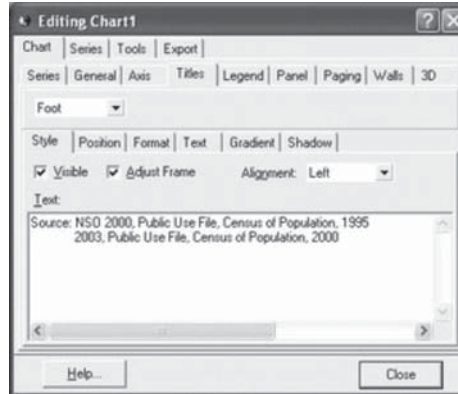 Editing Chart1
Chart Series Tools Export
Series General Axis Titles Legend Panel Paging Walls 3D
Foot
Style Position Format Text Gradient Shadow
Visible Adjust Frame Alignment: Left
Text:
Source: NSO 2000, Public Use File, Census of Population, 1995
2003, Public Use File, Census of Population, 2000
Help... Close